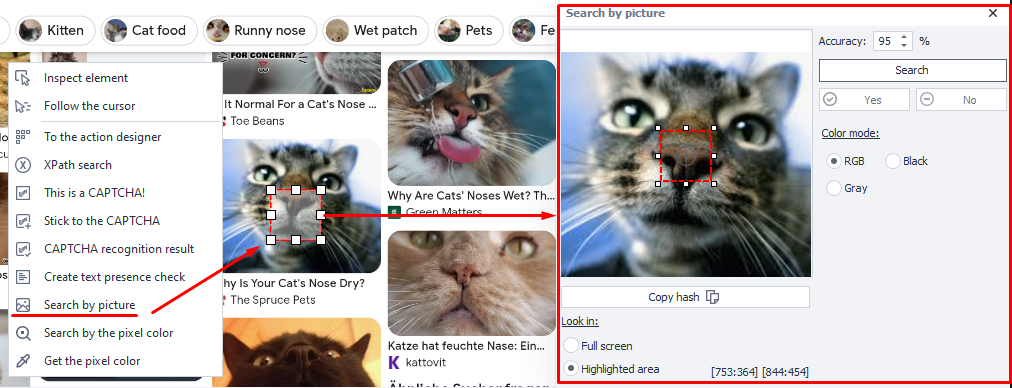 Kitten
Cat food
Runny nose
Wet patch
Pets
Fe
Inspect element
Follow the cursor
To the action designer
XPath search
This is a CAPTCHA!
Stick to the CAPTCHA
CAPTCHA recognition result
Create text presence check
Search by picture
Search by the pixel color
Get the pixel color
FOR CONCERN?
It Normal For a Cat's Nose ...
Toe Beans
hy Is Your Cat's Nose Dry?
The Spruce Pets
Why Are Cats' Noses Wet? Th...
Green Matters
Katze hat feuchte Nase: Ein...
kattovit
Ähnliche Suchanfragen
Search by picture
Accuracy: 95 %
Search
Yes
No
Color mode:
RGB
Black
Gray
Copy hash
Look in:
Full screen
Highlighted area
[753:364] [844:454]